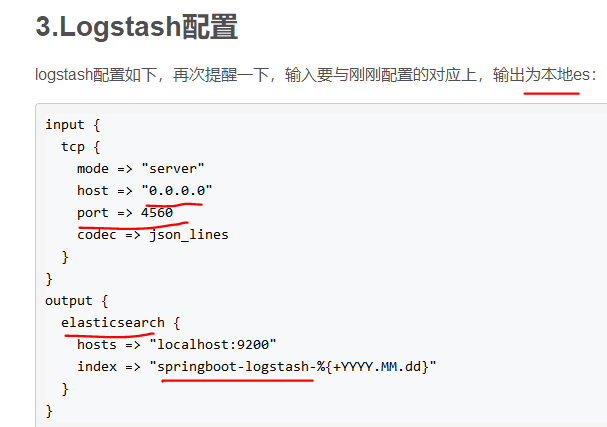 3.Logstash配置
logstash配置如下，再次提醒一下，输入要与刚刚配置的对应上，输出为本地es：
input {
  tcp {
    mode => "server"
    host => "0.0.0.0"
    port => 4560
    codec => json_lines
  }
}
output {
  elasticsearch {
    hosts => "localhost:9200"
    index => "springboot-logstash-%{+YYYY.MM.dd}"
  }
}